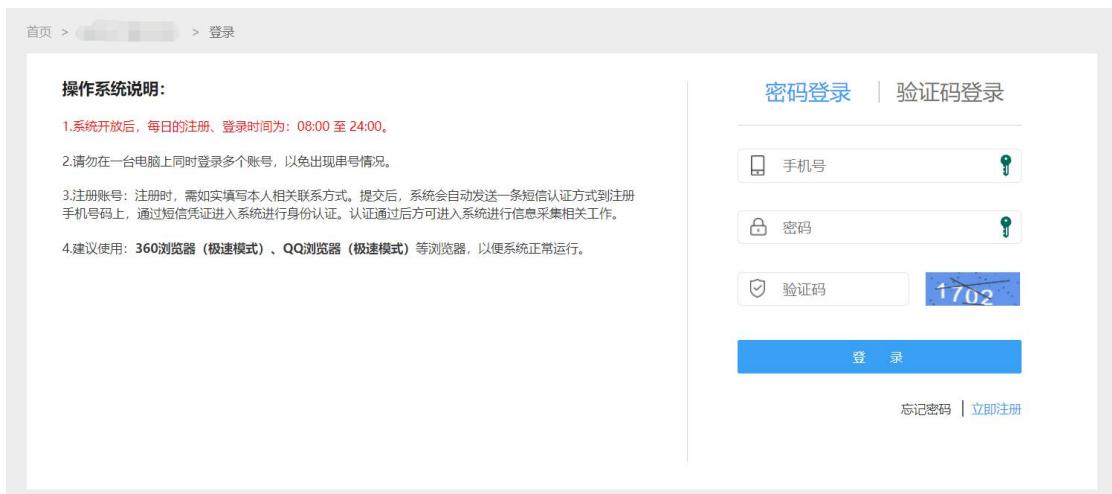 首页 > > 登录
操作系统说明：
1.系统开放后，每日的注册、登录时间为：08:00 至 24:00。
2.请勿在一台电脑上同时登录多个账号，以免出现串号情况。
3.注册账号：注册时，需如实填写本人相关联系方式。提交后，系统会自动发送一条短信认证方式到注册
手机号码上，通过短信凭证进入系统进行身份认证。认证通过后方可进入系统进行信息采集相关工作。
4.建议使用：360浏览器（极速模式）、QQ浏览器（极速模式）等浏览器，以便系统正常运行。
密码登录 | 验证码登录
手机号
密码
验证码 1702
登 录
忘记密码 | 立即注册